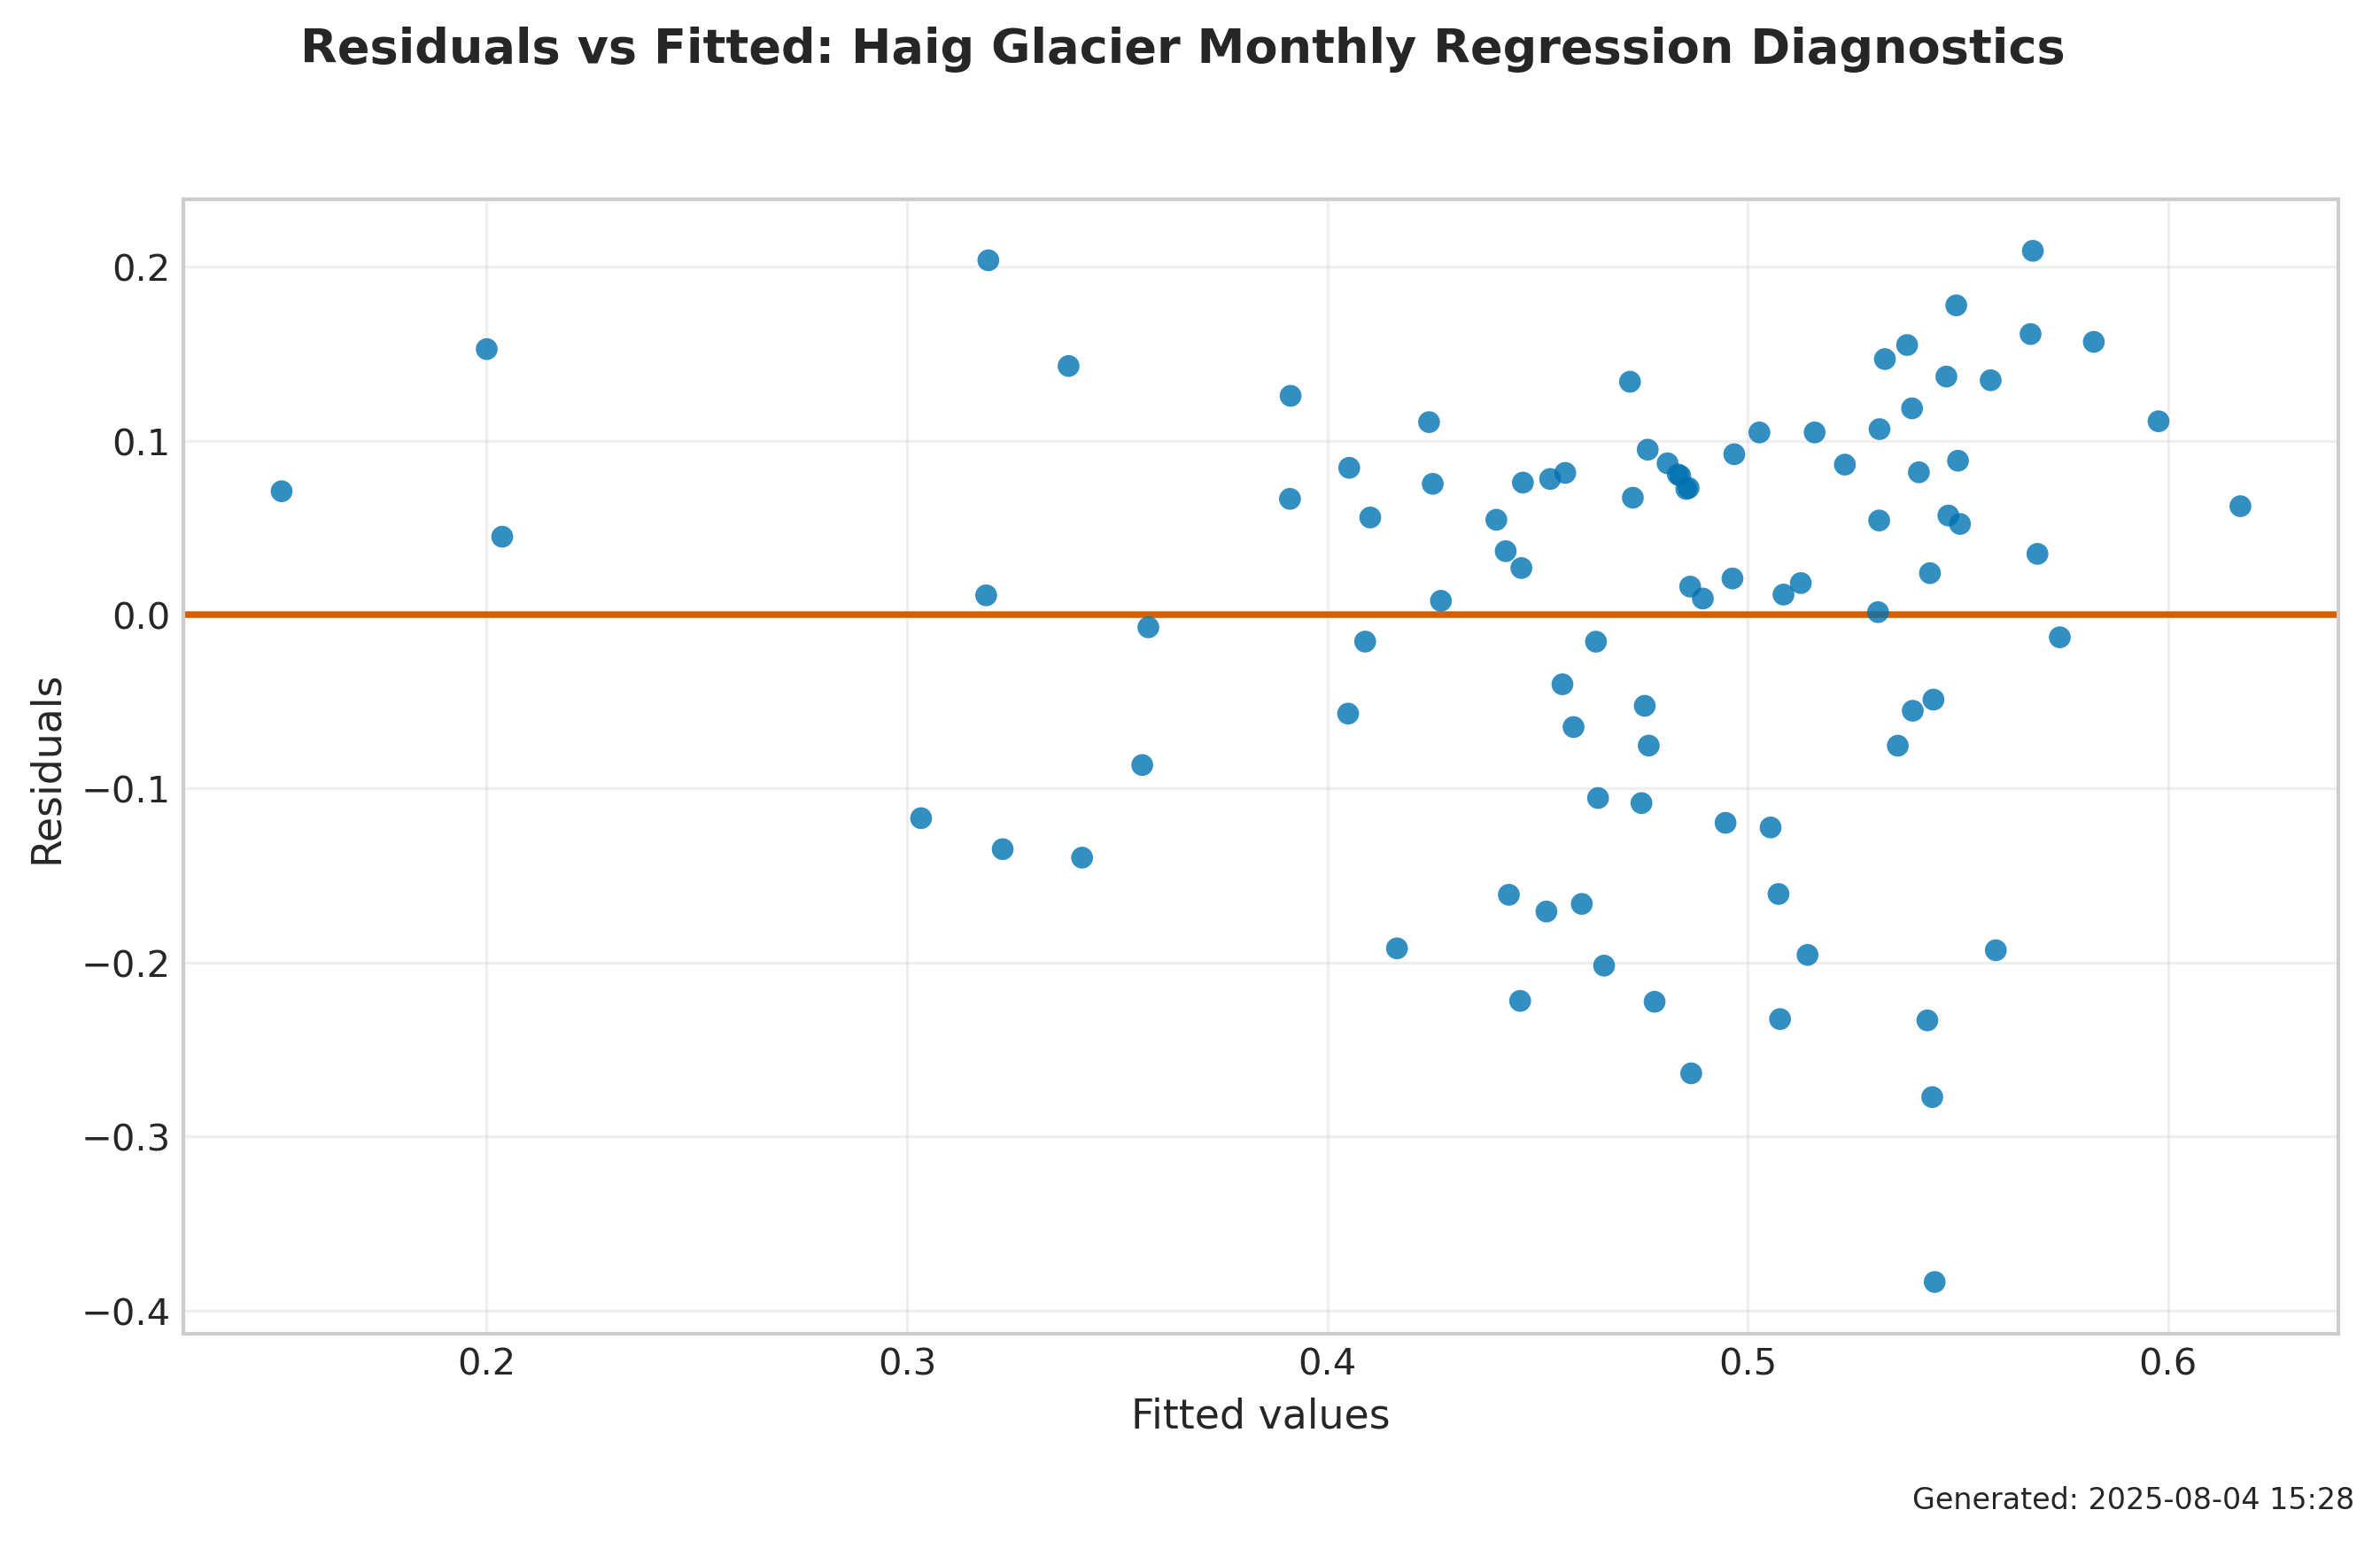 Residuals vs Fitted: Haig Glacier Monthly Regression Diagnostics
0.2
0.1
0.0
−0.1
−0.2
−0.3
−0.4
Residuals
0.2 0.3 0.4 0.5 0.6
Fitted values
Generated: 2025-08-04 15:28